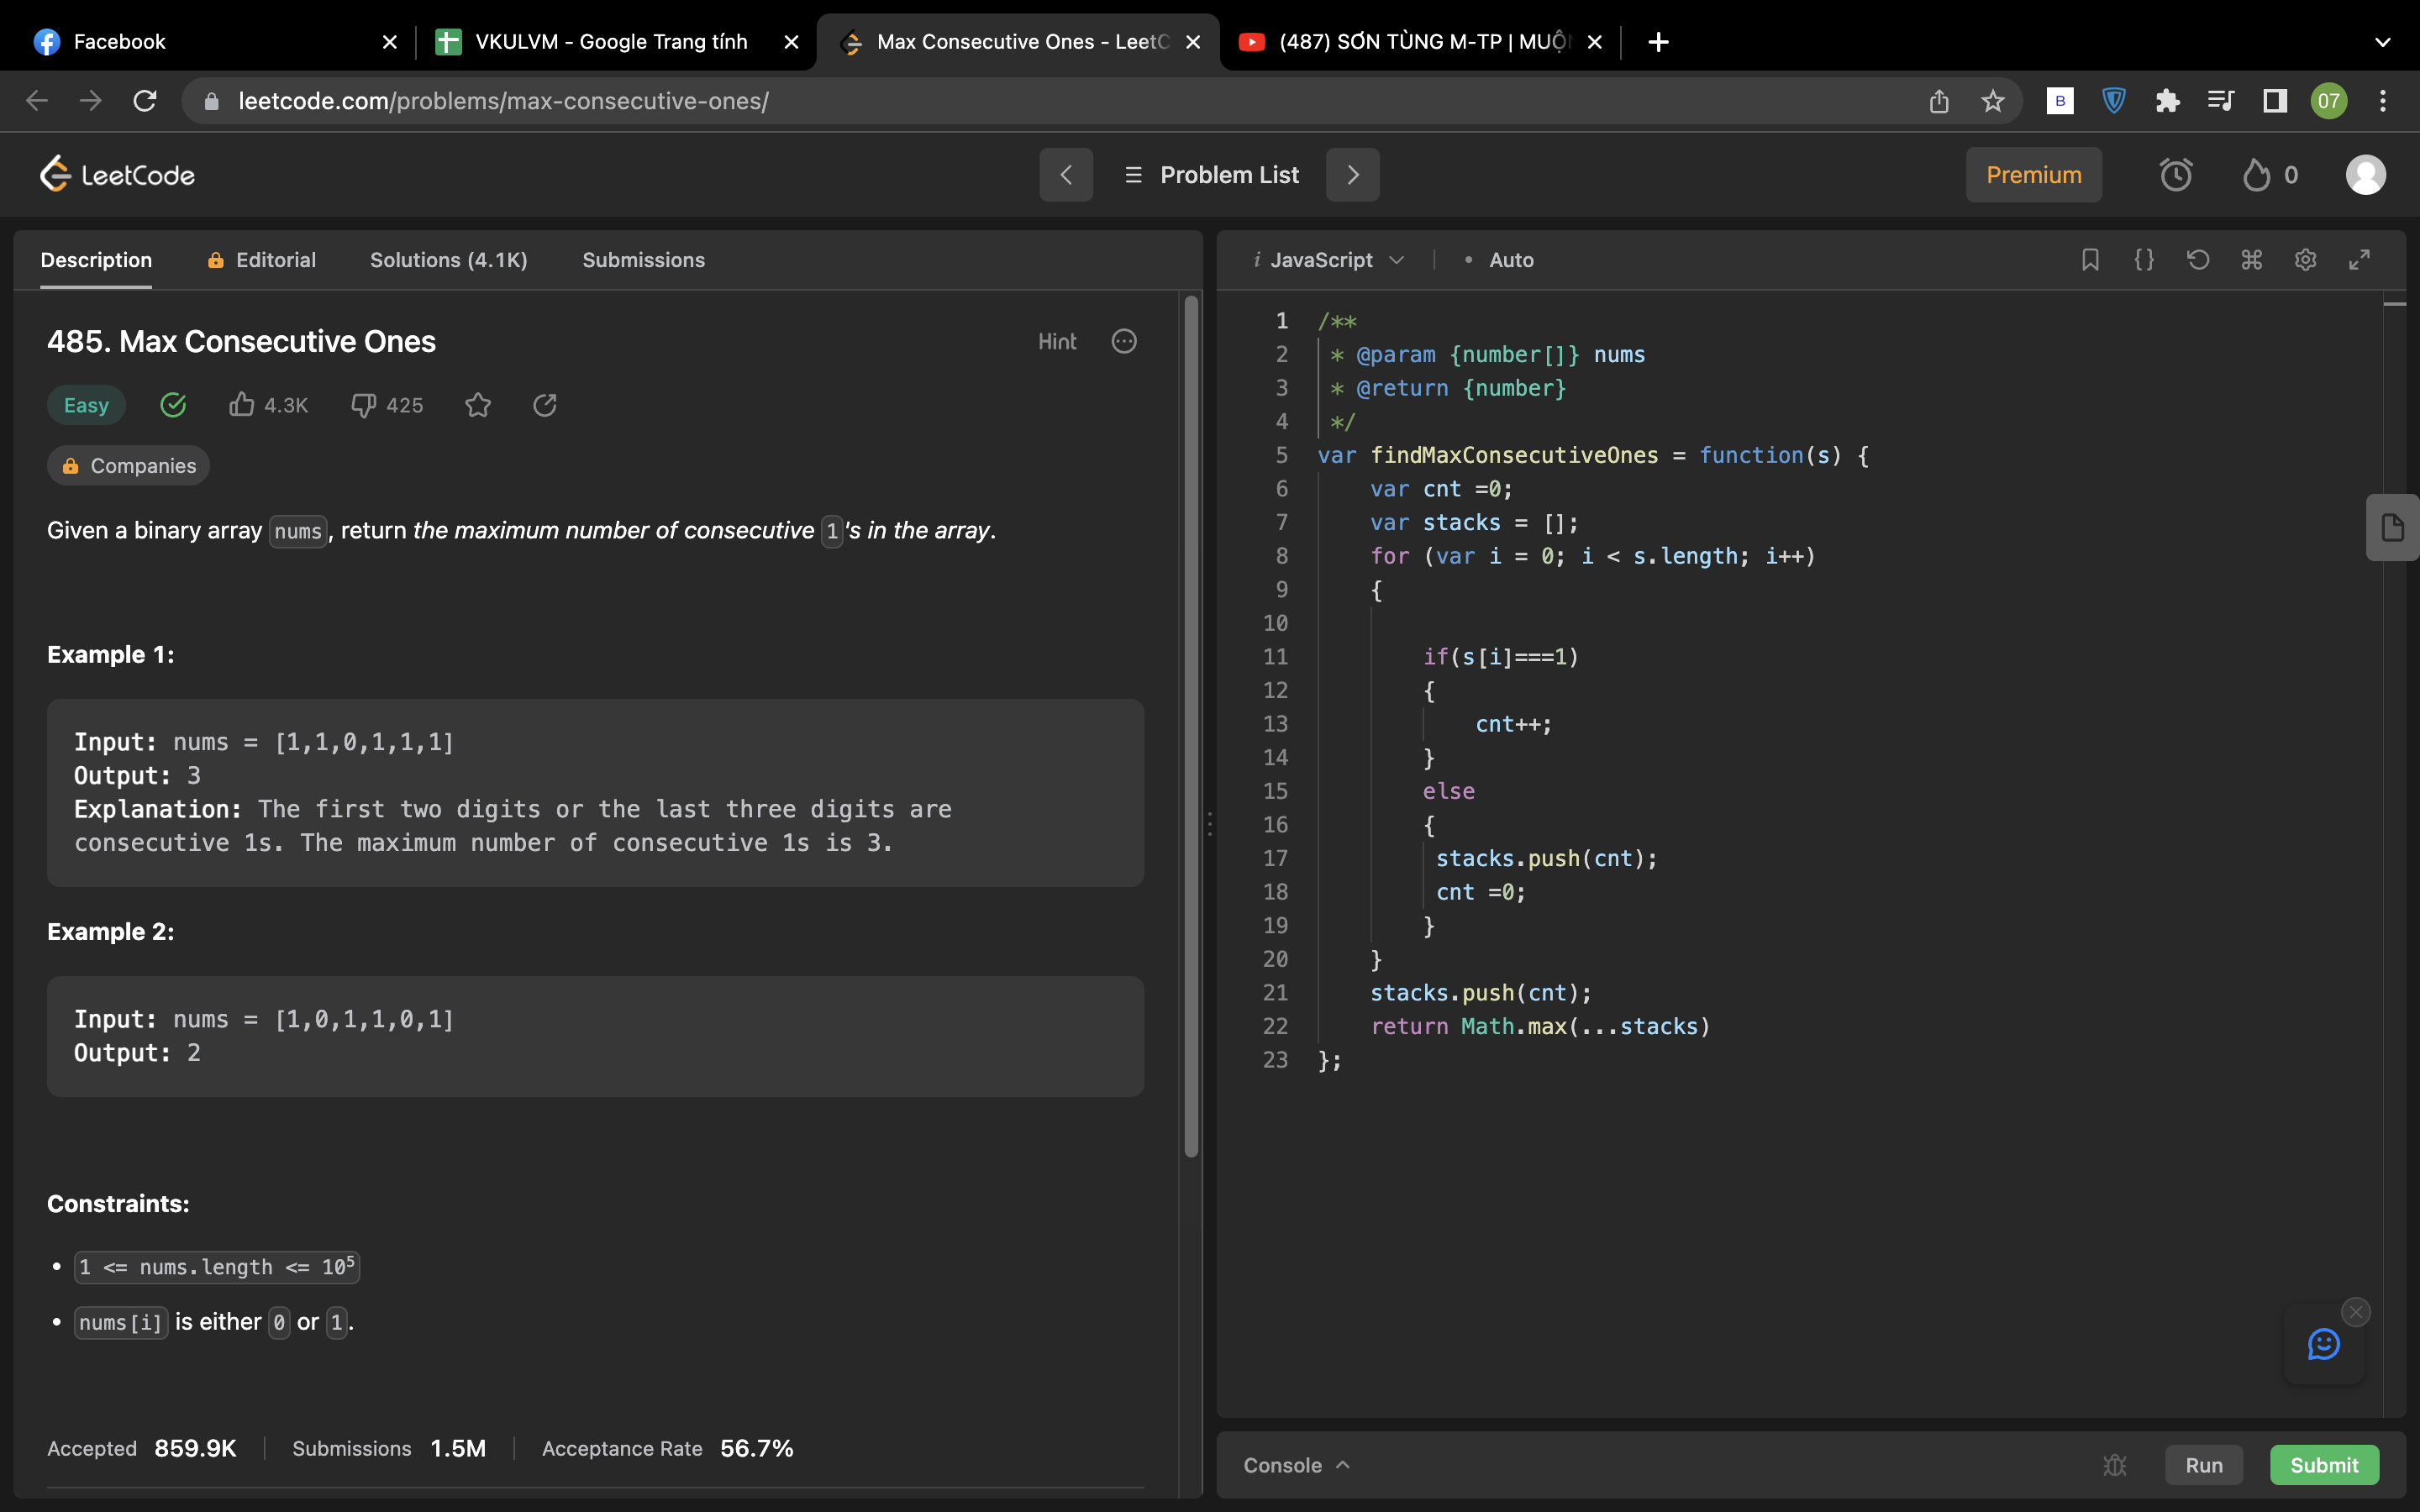 Facebook
VKULVM - Google Trang tính
Max Consecutive Ones - LeetC
(487) SƠN TÙNG M-TP | MUỘN
leetcode.com/problems/max-consecutive-ones/
B
07
LeetCode
Problem List
Premium
0
Description
Editorial
Solutions (4.1K)
Submissions
485. Max Consecutive Ones
Hint
Easy
4.3K
425
Companies
Given a binary array nums, return the maximum number of consecutive 1's in the array.
Example 1:
Input: nums = [1,1,0,1,1,1]
Output: 3
Explanation: The first two digits or the last three digits are
consecutive 1s. The maximum number of consecutive 1s is 3.
Example 2:
Input: nums = [1,0,1,1,0,1]
Output: 2
Constraints:
• 1 <= nums.length <= 10⁵
• nums[i] is either 0 or 1.
Accepted 859.9K | Submissions 1.5M | Acceptance Rate 56.7%
i JavaScript
• Auto
1 /**
2 * @param {number[]} nums
3 * @return {number}
4 */
5 var findMaxConsecutiveOnes = function(s) {
6 var cnt =0;
7 var stacks = [];
8 for (var i = 0; i < s.length; i++)
9 {
10
11 if(s[i]===1)
12 {
13 cnt++;
14 }
15 else
16 {
17 stacks.push(cnt);
18 cnt =0;
19 }
20 }
21 stacks.push(cnt);
22 return Math.max(...stacks)
23 };
Console
Run
Submit